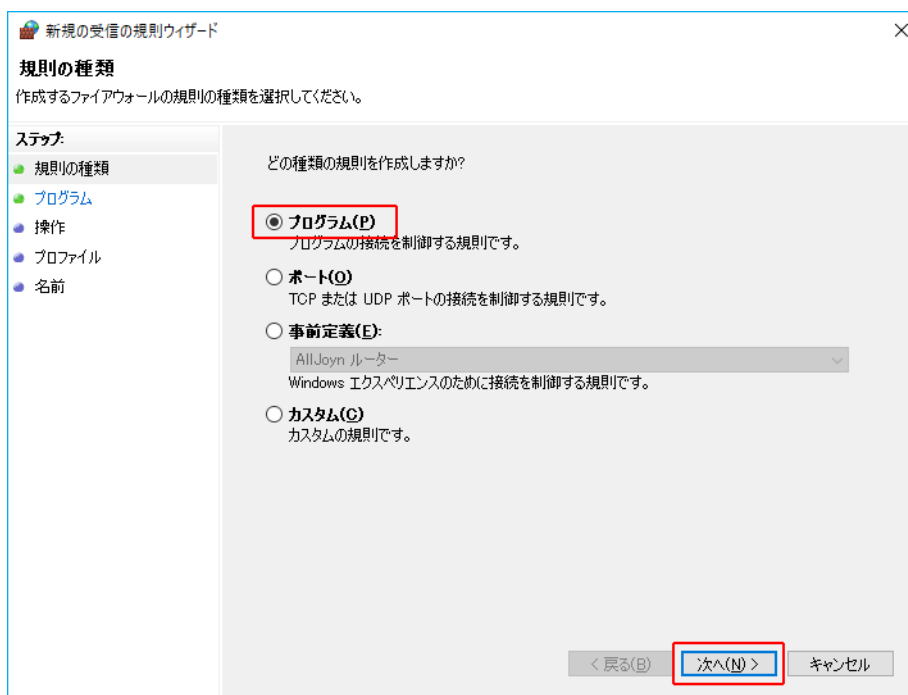 新規の受信の規則ウィザード
規則の種類
作成するファイアウォールの規則の種類を選択してください。
ステップ:
規則の種類
プログラム
操作
プロファイル
名前
どの種類の規則を作成しますか?
プログラム(P)
プログラムの接続を制御する規則です。
ポート(O)
TCP または UDP ポートの接続を制御する規則です。
事前定義(E):
AllJoyn ルーター
Windows エクスペリエンスのために接続を制御する規則です。
カスタム(C)
カスタムの規則です。
< 戻る(B) 次へ(N) > キャンセル